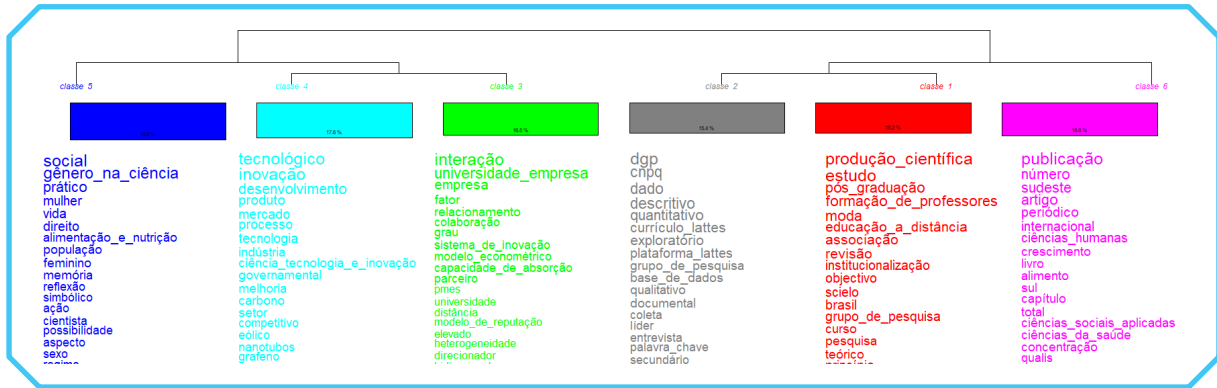 classe 5
classe 4
classe 3
classe 2
classe 1
classe 6
17.6 %
15.4 %
social
gênero_na_ciência
prático
mulher
vida
direito
alimentação_e_nutrição
população
feminino
memória
reflexão
simbólico
ação
cientista
possibilidade
aspecto
sexo
tecnológico
inovação
desenvolvimento
produto
mercado
processo
tecnologia
indústria
ciência_tecnologia_e_inovação
governamental
melhoria
carbono
setor
competitivo
eólico
nanotubos
grafeno
interação
universidade_empresa
empresa
fator
relacionamento
colaboração
grau
sistema_de_inovação
modelo_econométrico
capacidade_de_absorção
parceiro
pmes
universidade
distância
modelo_de_reputação
elevado
heterogeneidade
direcionador
dgp
cnpq
dado
descritivo
quantitativo
currículo_lattes
exploratório
plataforma_lattes
grupo_de_pesquisa
base_de_dados
qualitativo
documental
coleta
líder
entrevista
palavra_chave
secundário
produção_científica
estudo
pós_graduação
formação_de_professores
moda
educação_a_distância
associação
revisão
institucionalização
objectivo
scielo
brasil
grupo_de_pesquisa
curso
pesquisa
teórico
publicação
número
sudeste
artigo
periódico
internacional
ciências_humanas
crescimento
livro
alimento
sul
capítulo
total
ciências_sociais_aplicadas
ciências_da_saúde
concentração
qualis